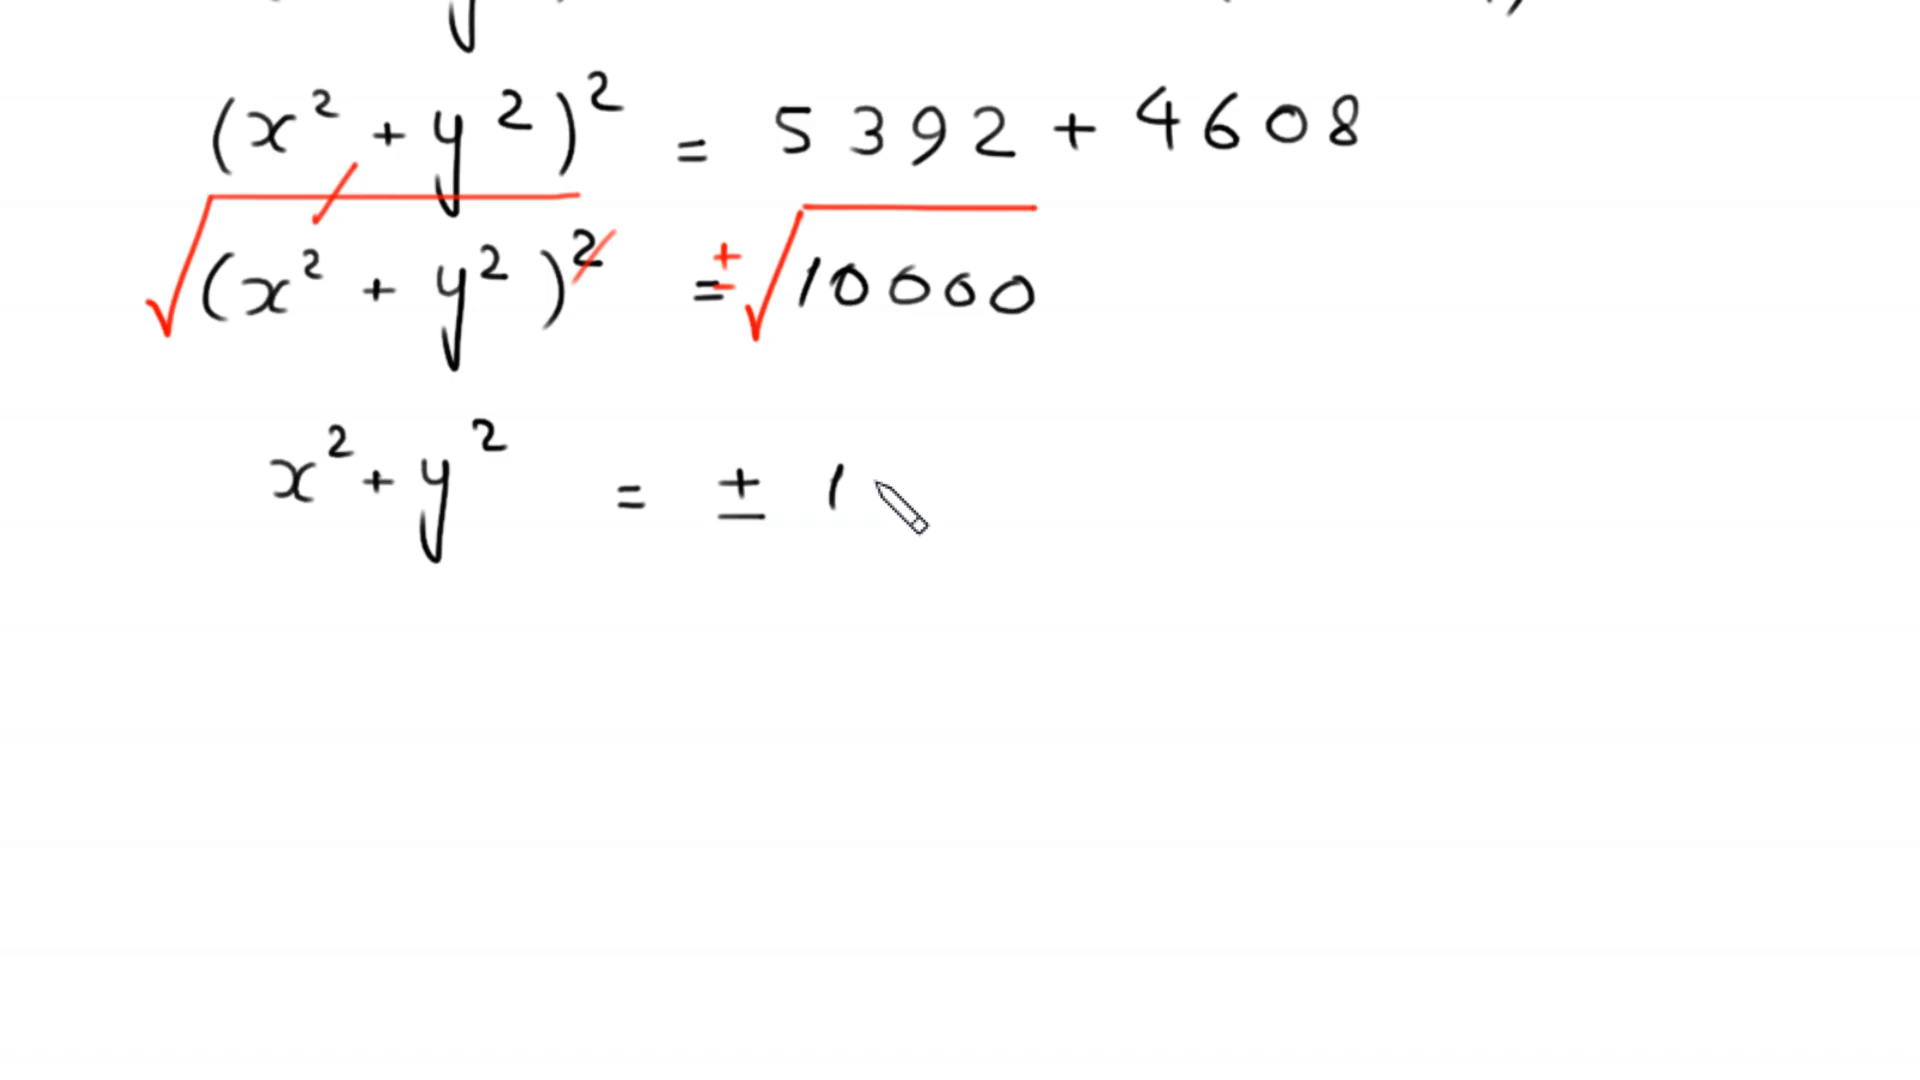 (x² + y²)² = 5392 + 4608
√(x² + y²)² = ±√10000
x² + y² = ± 1